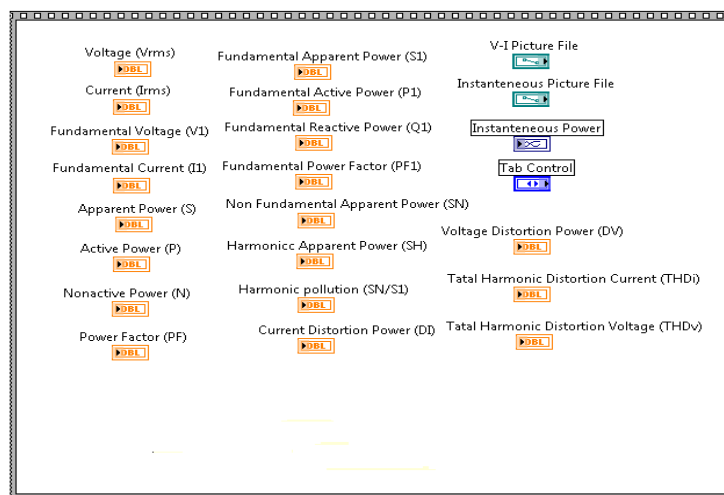 Voltage (Vrms)
DBL
Current (Irms)
DBL
Fundamental Voltage (V1)
DBL
Fundamental Current (I1)
DBL
Apparent Power (S)
DBL
Active Power (P)
DBL
Nonactive Power (N)
DBL
Power Factor (PF)
DBL
Fundamental Apparent Power (S1)
DBL
Fundamental Active Power (P1)
DBL
Fundamental Reactive Power (Q1)
DBL
Fundamental Power Factor (PF1)
DBL
Non Fundamental Apparent Power (SN)
DBL
Harmonicc Apparent Power (SH)
DBL
Harmonic pollution (SN/S1)
DBL
Current Distortion Power (DI)
DBL
V-I Picture File
Instanteneous Picture File
Instanteneous Power
Tab Control
Voltage Distortion Power (DV)
DBL
Tatal Harmonic Distortion Current (THDi)
DBL
Tatal Harmonic Distortion Voltage (THDv)
DBL